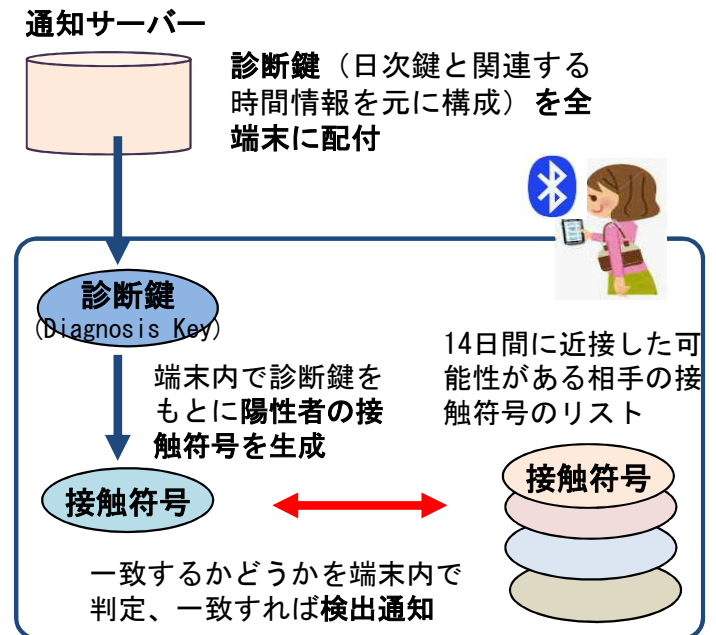 通知サーバー
診断鍵（日次鍵と関連する
時間情報を元に構成）を全
端末に配付
診断鍵
(Diagnosis Key)
端末内で診断鍵を
もとに陽性者の接
触符号を生成
14日間に近接した可
能性がある相手の接
触符号のリスト
接触符号
接触符号
一致するかどうかを端末内で
判定、一致すれば検出通知